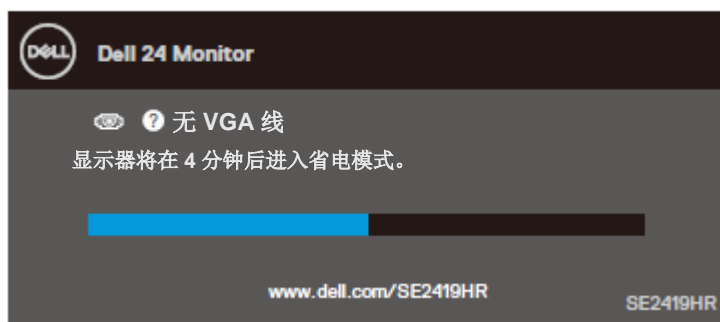 DELL
Dell 24 Monitor
? 无 VGA 线
显示器将在 4 分钟后进入省电模式。
www.dell.com/SE2419HR
SE2419HR